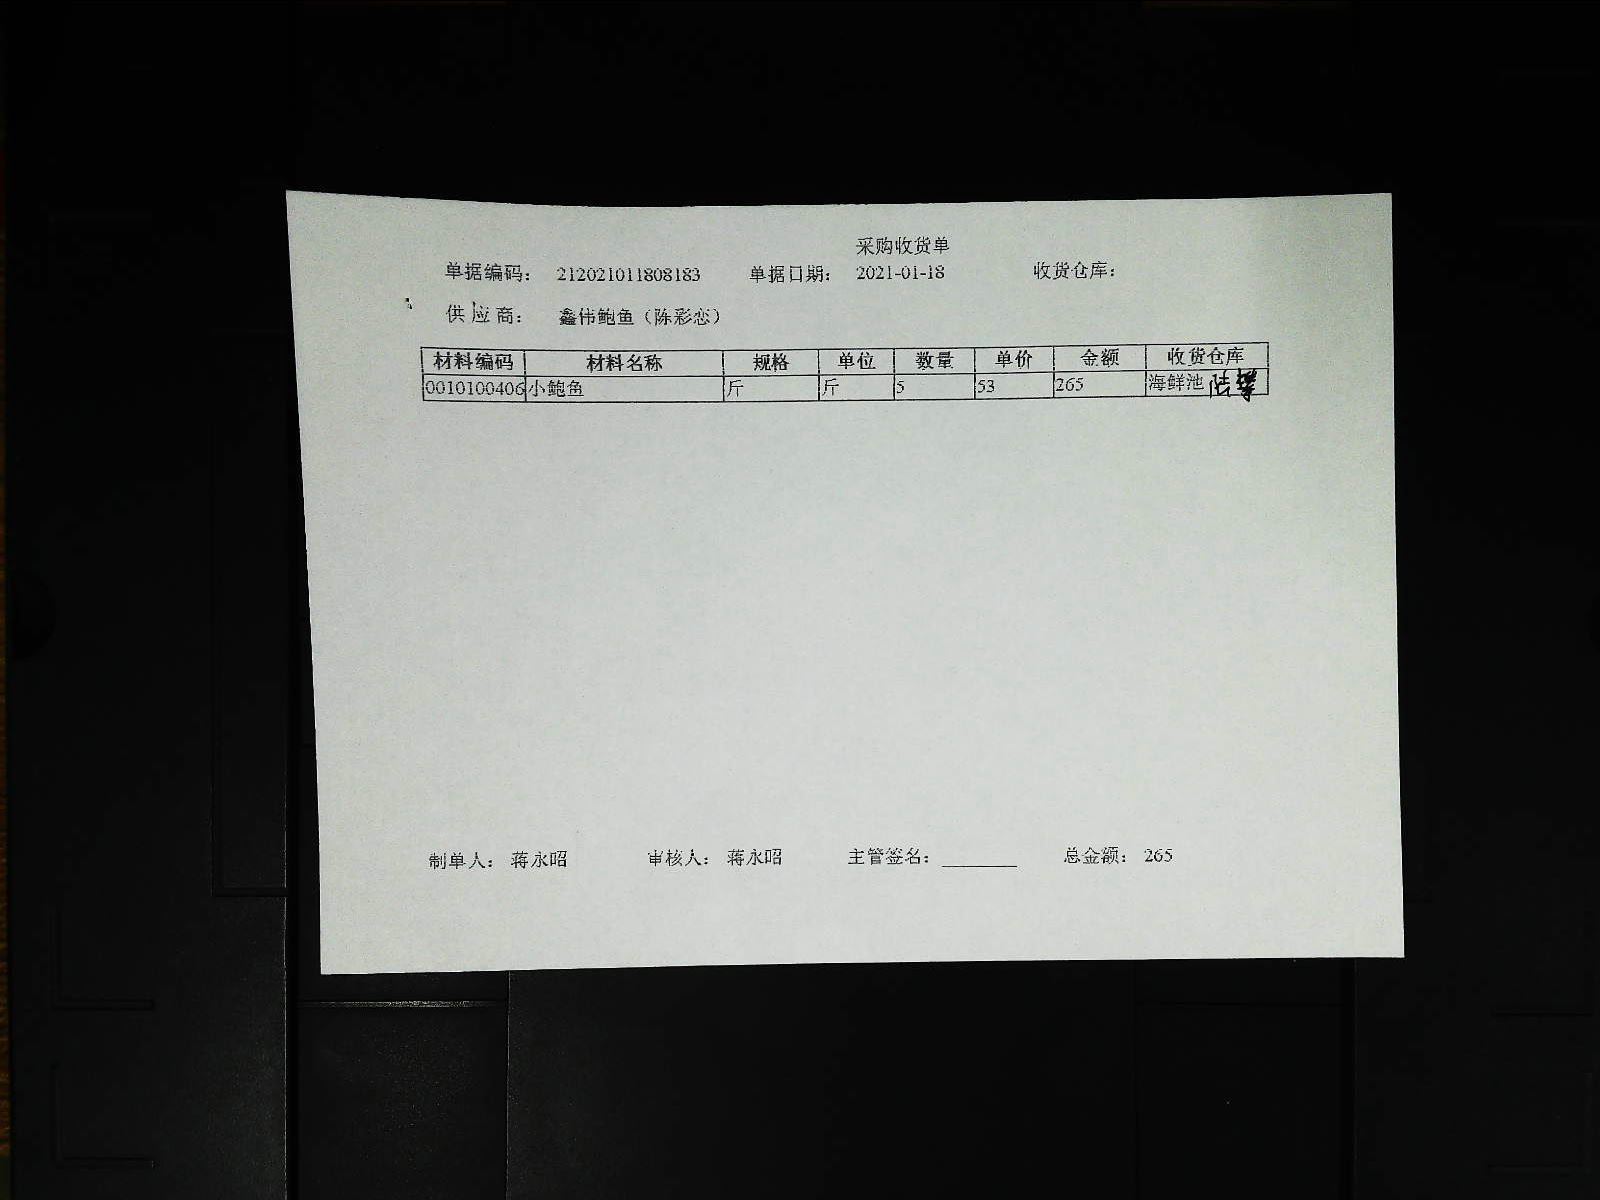 采购收货单
单据编码： 212021011808183 单据日期： 2021-01-18 收货仓库：
供应商： 鑫伟鲍鱼（陈彩恋）
材料编码 材料名称 规格 单位 数量 单价 金额 收货仓库
0010100406 小鲍鱼 斤 斤 5 53 265 海鲜池
制单人： 蒋永昭 审核人： 蒋永昭 主管签名： ________ 总金额： 265